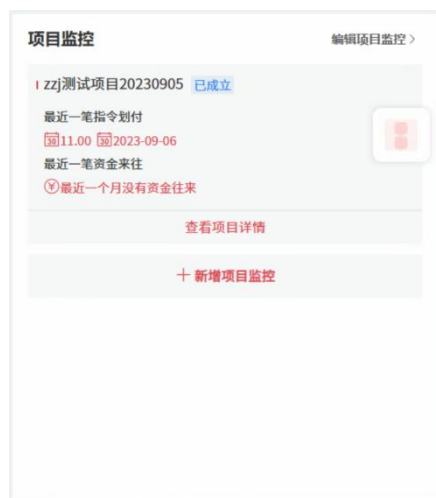 项目监控
编辑项目监控>
zzj测试项目20230905 已成立
最近一笔指令划付
30 11.00 30 2023-09-06
最近一笔资金来往
¥最近一个月没有资金往来
查看项目详情
+ 新增项目监控